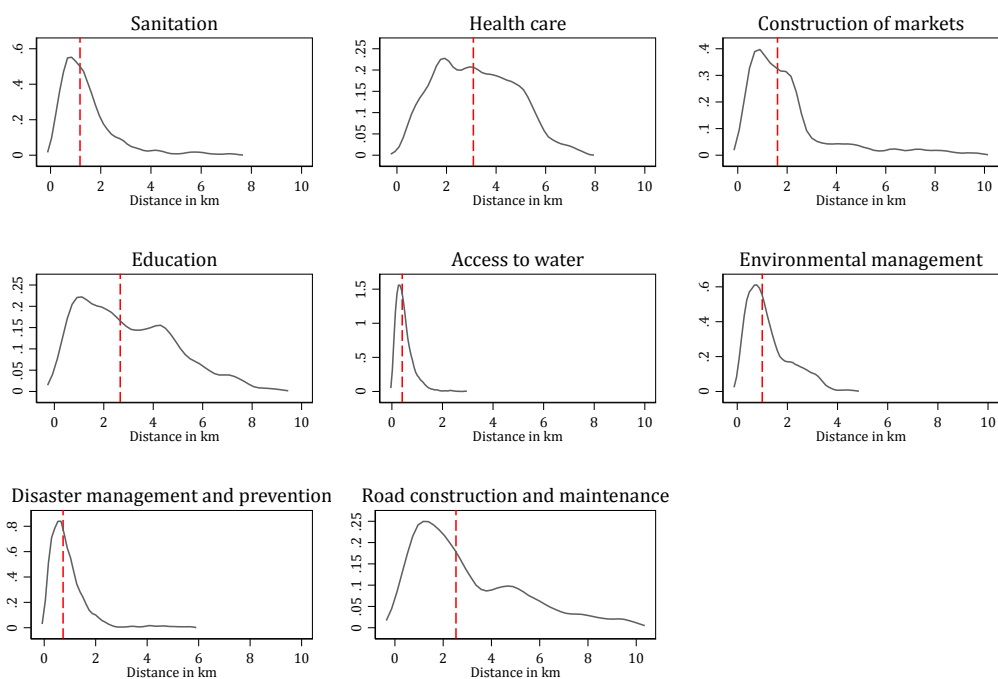 Sanitation
.6
.4
.2
0
0 2 4 6 8 10
Distance in km
Health care
.25
.2
.15
.1
.05
0
0 2 4 6 8 10
Distance in km
Construction of markets
.4
.3
.2
.1
0
0 2 4 6 8 10
Distance in km
Education
.25
.2
.15
.1
.05
0
0 2 4 6 8 10
Distance in km
Access to water
1.5
1
.5
0
0 2 4 6 8 10
Distance in km
Environmental management
.6
.4
.2
0
0 2 4 6 8 10
Distance in km
Disaster management and prevention
.8
.6
.4
.2
0
0 2 4 6 8 10
Distance in km
Road construction and maintenance
.25
.2
.15
.1
.05
0
0 2 4 6 8 10
Distance in km